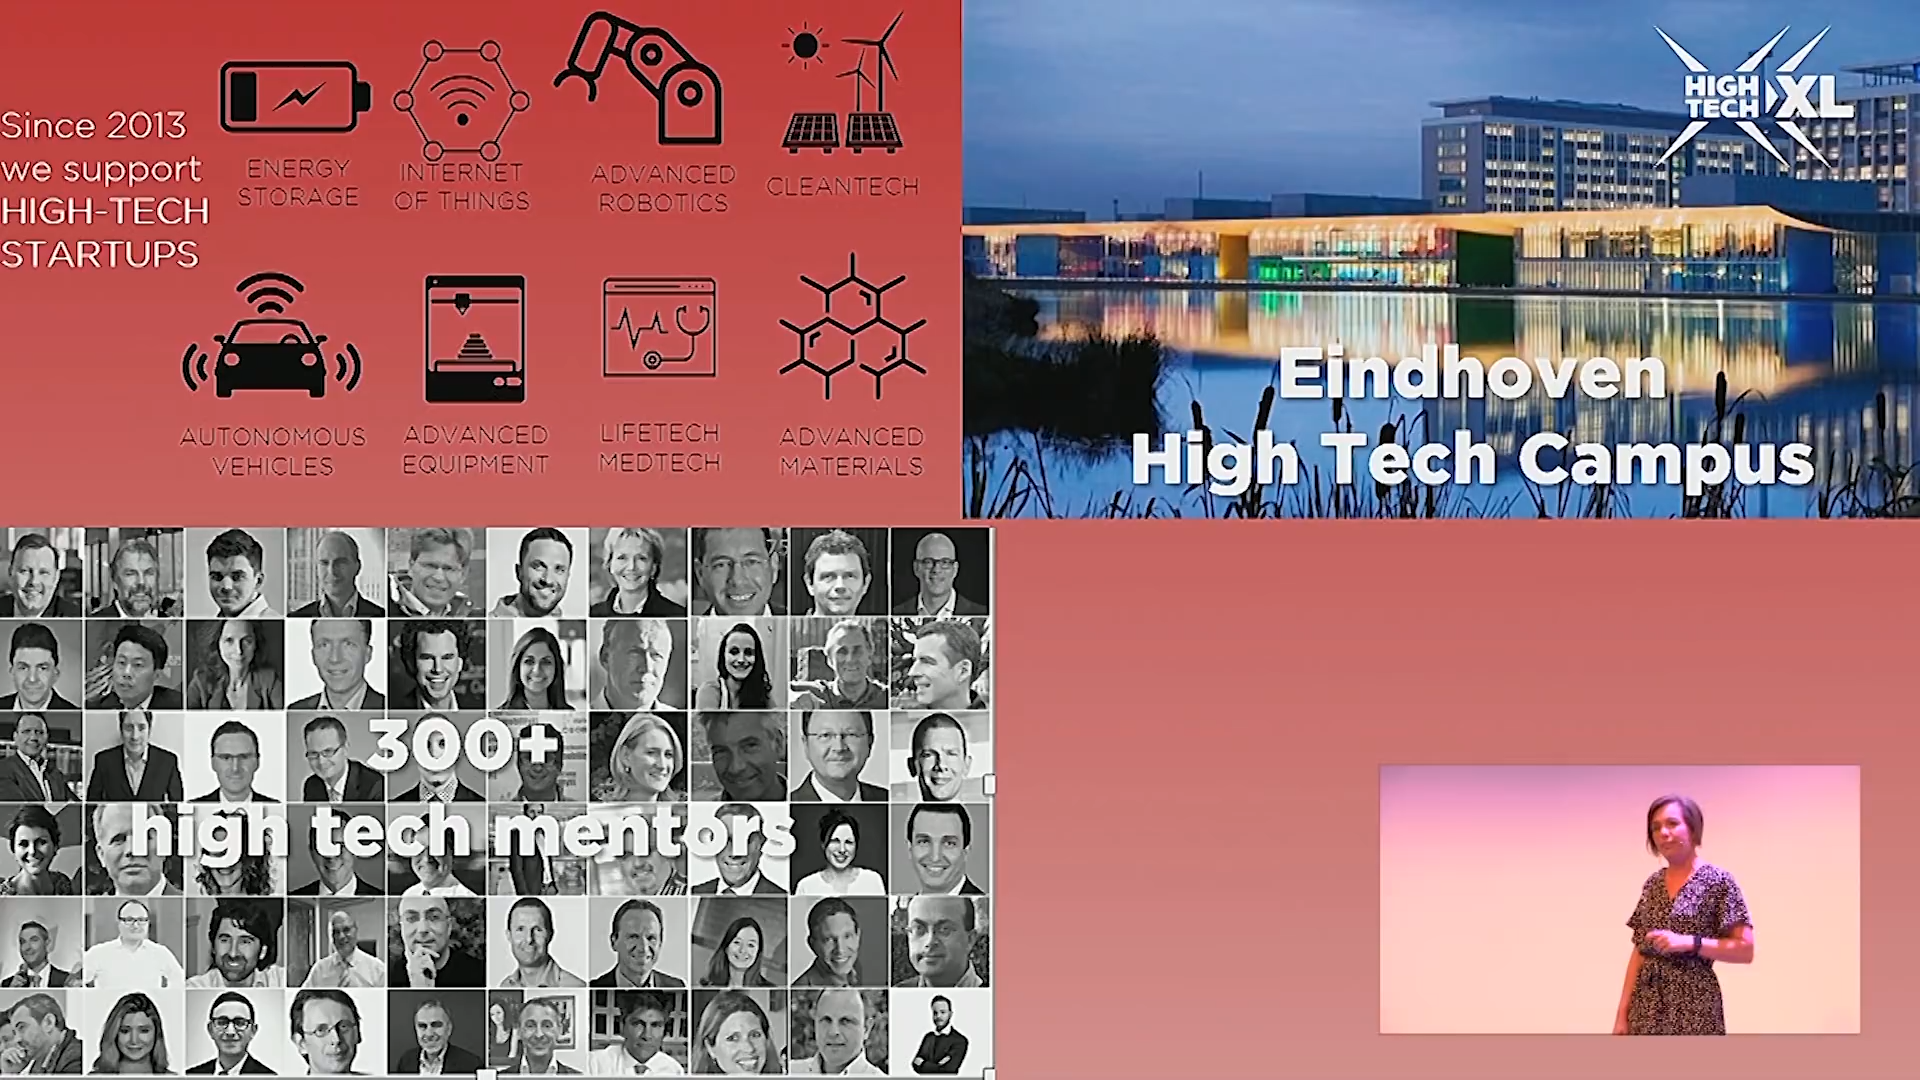 Since 2013
we support
HIGH-TECH
STARTUPS
ENERGY
STORAGE
INTERNET
OF THINGS
ADVANCED
ROBOTICS
CLEANTECH
AUTONOMOUS
VEHICLES
ADVANCED
EQUIPMENT
LIFETECH
MEDTECH
ADVANCED
MATERIALS
HIGH
TECH XL
Eindhoven
High Tech Campus
300+
high tech mentors